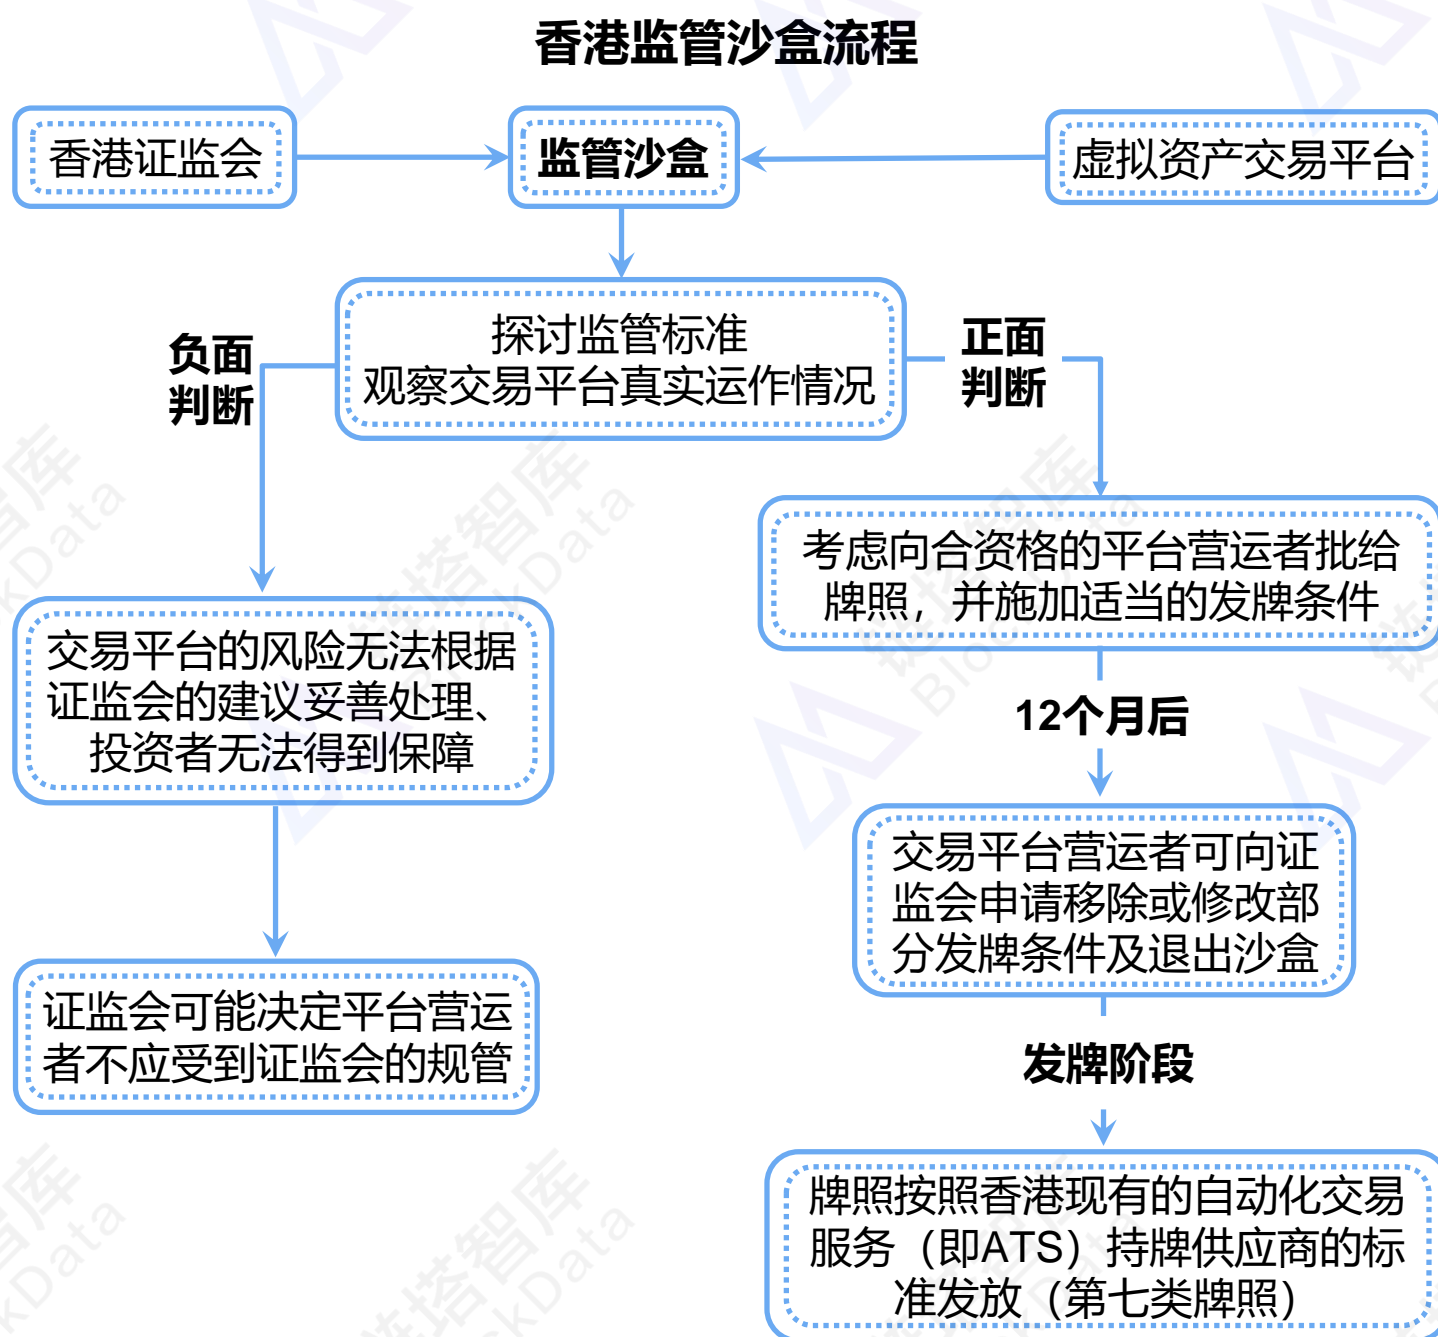 香港监管沙盒流程
香港证监会
监管沙盒
虚拟资产交易平台
探讨监管标准
观察交易平台真实运作情况
负面
判断
正面
判断
考虑向合资格的平台营运者批给
牌照，并施加适当的发牌条件
交易平台的风险无法根据
证监会的建议妥善处理、
投资者无法得到保障
12个月后
交易平台营运者可向证
监会申请移除或修改部
分发牌条件及退出沙盒
证监会可能决定平台营运
者不应受到证监会的规管
发牌阶段
牌照按照香港现有的自动化交易
服务（即ATS）持牌供应商的标
准发放（第七类牌照）
链塔智库
BlockData